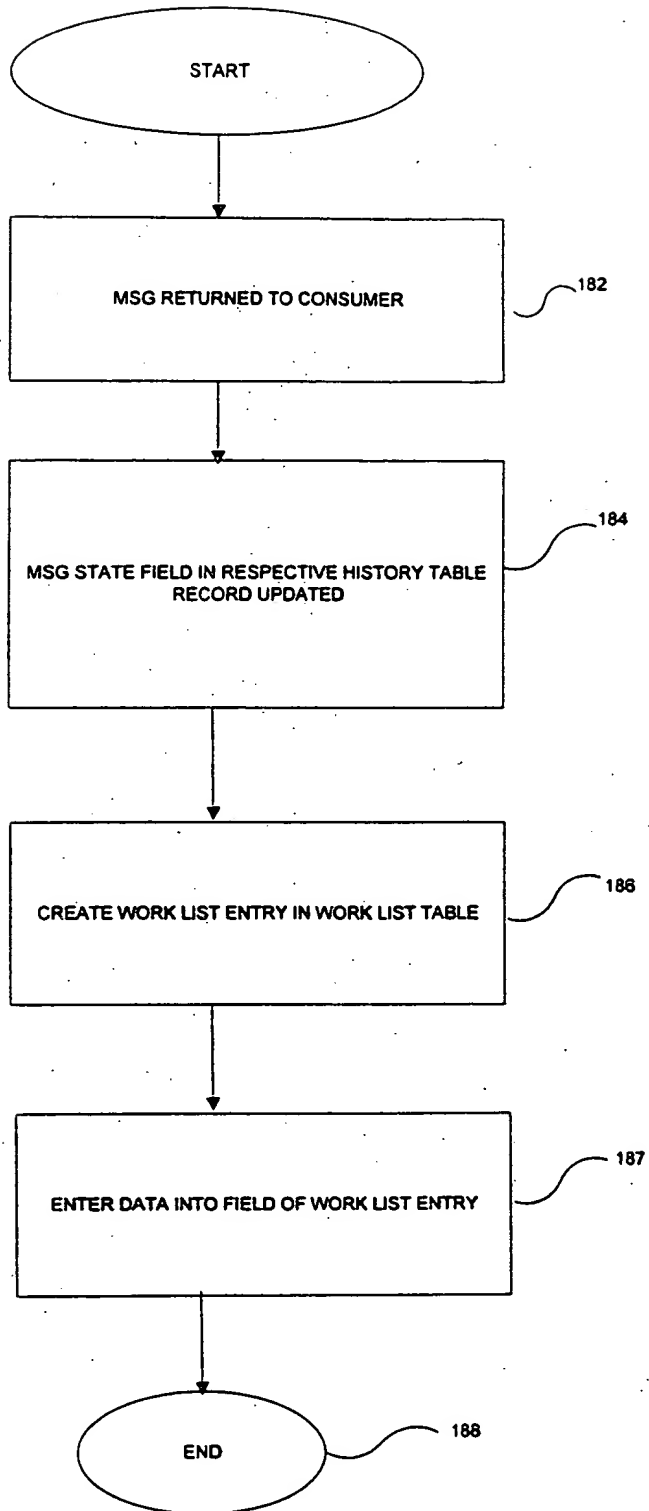 START
MSG RETURNED TO CONSUMER
182
MSG STATE FIELD IN RESPECTIVE HISTORY TABLE
RECORD UPDATED
184
CREATE WORK LIST ENTRY IN WORK LIST TABLE
186
ENTER DATA INTO FIELD OF WORK LIST ENTRY
187
END
188